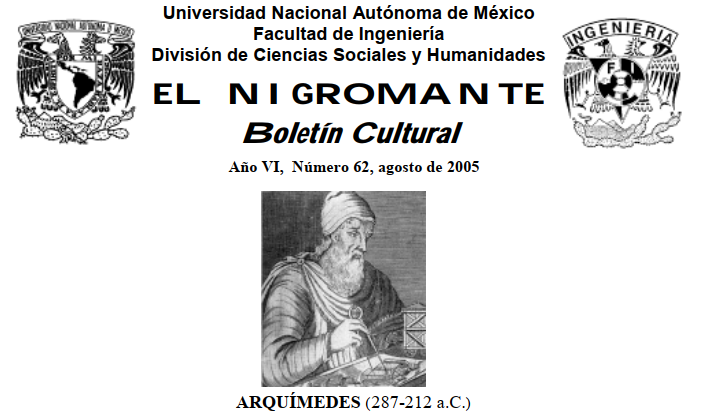 Universidad Nacional Autónoma de México
Facultad de Ingeniería
División de Ciencias Sociales y Humanidades
EL NIGROMANTE
Boletín Cultural
Año VI, Número 62, agosto de 2005
INGENIERIA
F I
ARQUÍMEDES (287-212 a.C.)